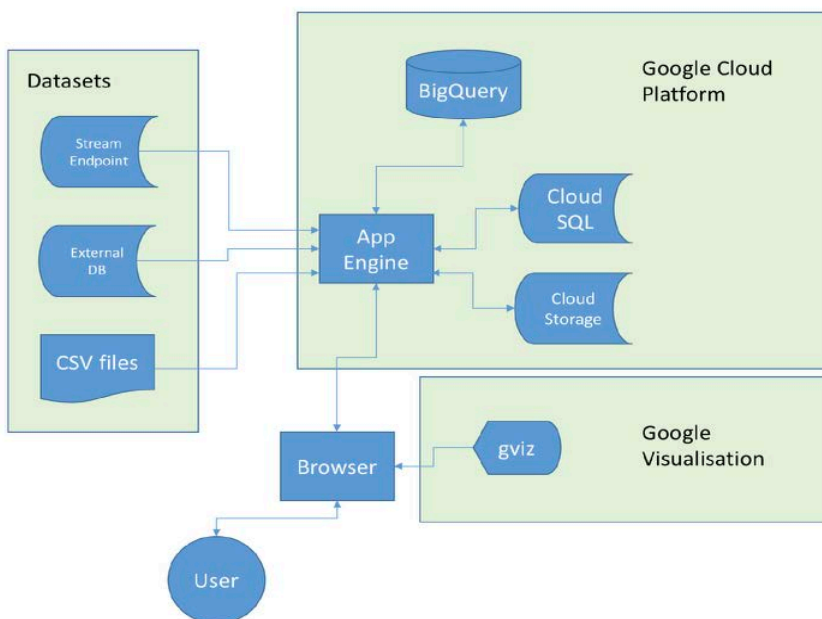 Datasets
Stream
Endpoint
External
DB
CSV files
Google Cloud
Platform
BigQuery
App
Engine
Cloud
SQL
Cloud
Storage
Browser
gviz
Google
Visualisation
User